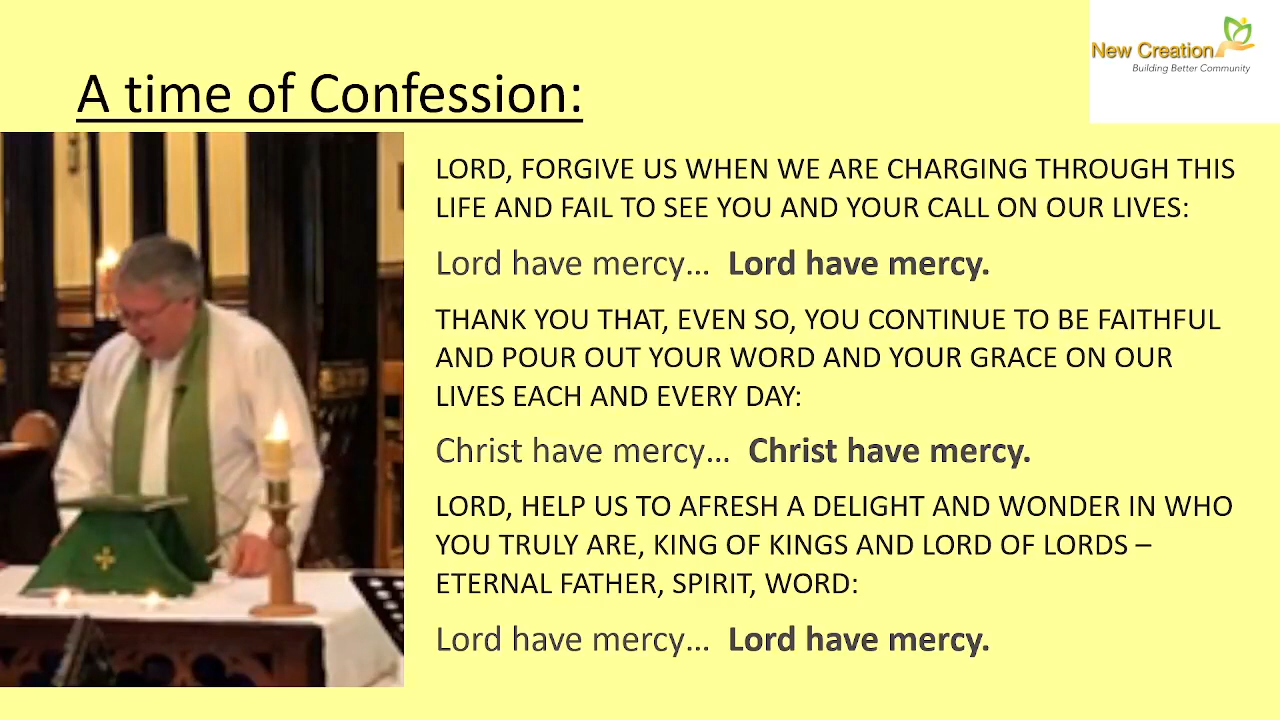 New Creation
Building Better Community
A time of Confession:
LORD, FORGIVE US WHEN WE ARE CHARGING THROUGH THIS
LIFE AND FAIL TO SEE YOU AND YOUR CALL ON OUR LIVES:
Lord have mercy… Lord have mercy.
THANK YOU THAT, EVEN SO, YOU CONTINUE TO BE FAITHFUL
AND POUR OUT YOUR WORD AND YOUR GRACE ON OUR
LIVES EACH AND EVERY DAY:
Christ have mercy… Christ have mercy.
LORD, HELP US TO AFRESH A DELIGHT AND WONDER IN WHO
YOU TRULY ARE, KING OF KINGS AND LORD OF LORDS –
ETERNAL FATHER, SPIRIT, WORD:
Lord have mercy… Lord have mercy.